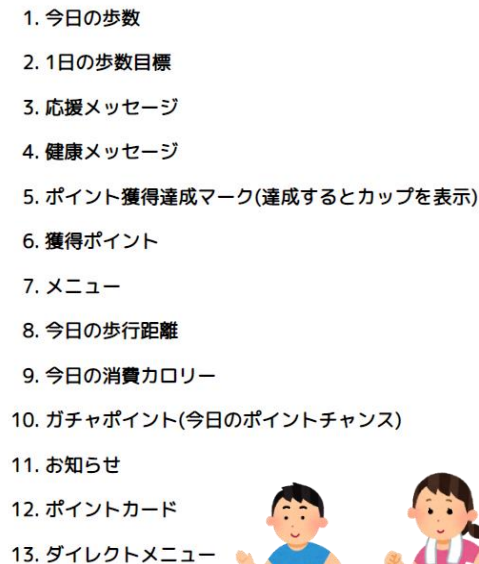 1. 今日の歩数
2. 1日の歩数目標
3. 応援メッセージ
4. 健康メッセージ
5. ポイント獲得達成マーク(達成するとカップを表示)
6. 獲得ポイント
7. メニュー
8. 今日の歩行距離
9. 今日の消費カロリー
10. ガチャポイント(今日のポイントチャンス)
11. お知らせ
12. ポイントカード
13. ダイレクトメニュー